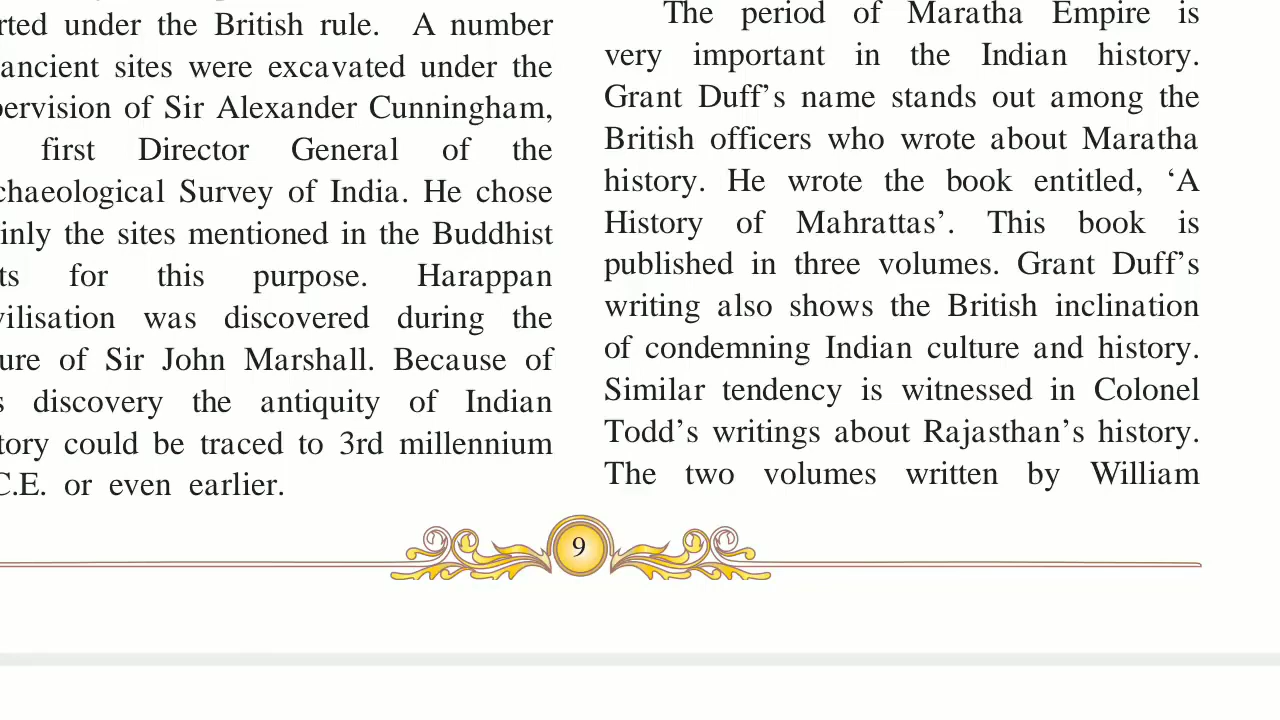 rted under the British rule. A number
ancient sites were excavated under the
pervision of Sir Alexander Cunningham,
first Director General of the
chaeological Survey of India. He chose
inly the sites mentioned in the Buddhist
ts for this purpose. Harappan
vilisation was discovered during the
ure of Sir John Marshall. Because of
s discovery the antiquity of Indian
tory could be traced to 3rd millennium
C.E. or even earlier.
The period of Maratha Empire is
very important in the Indian history.
Grant Duff’s name stands out among the
British officers who wrote about Maratha
history. He wrote the book entitled, ‘A
History of Mahrattas’. This book is
published in three volumes. Grant Duff’s
writing also shows the British inclination
of condemning Indian culture and history.
Similar tendency is witnessed in Colonel
Todd’s writings about Rajasthan’s history.
The two volumes written by William
9